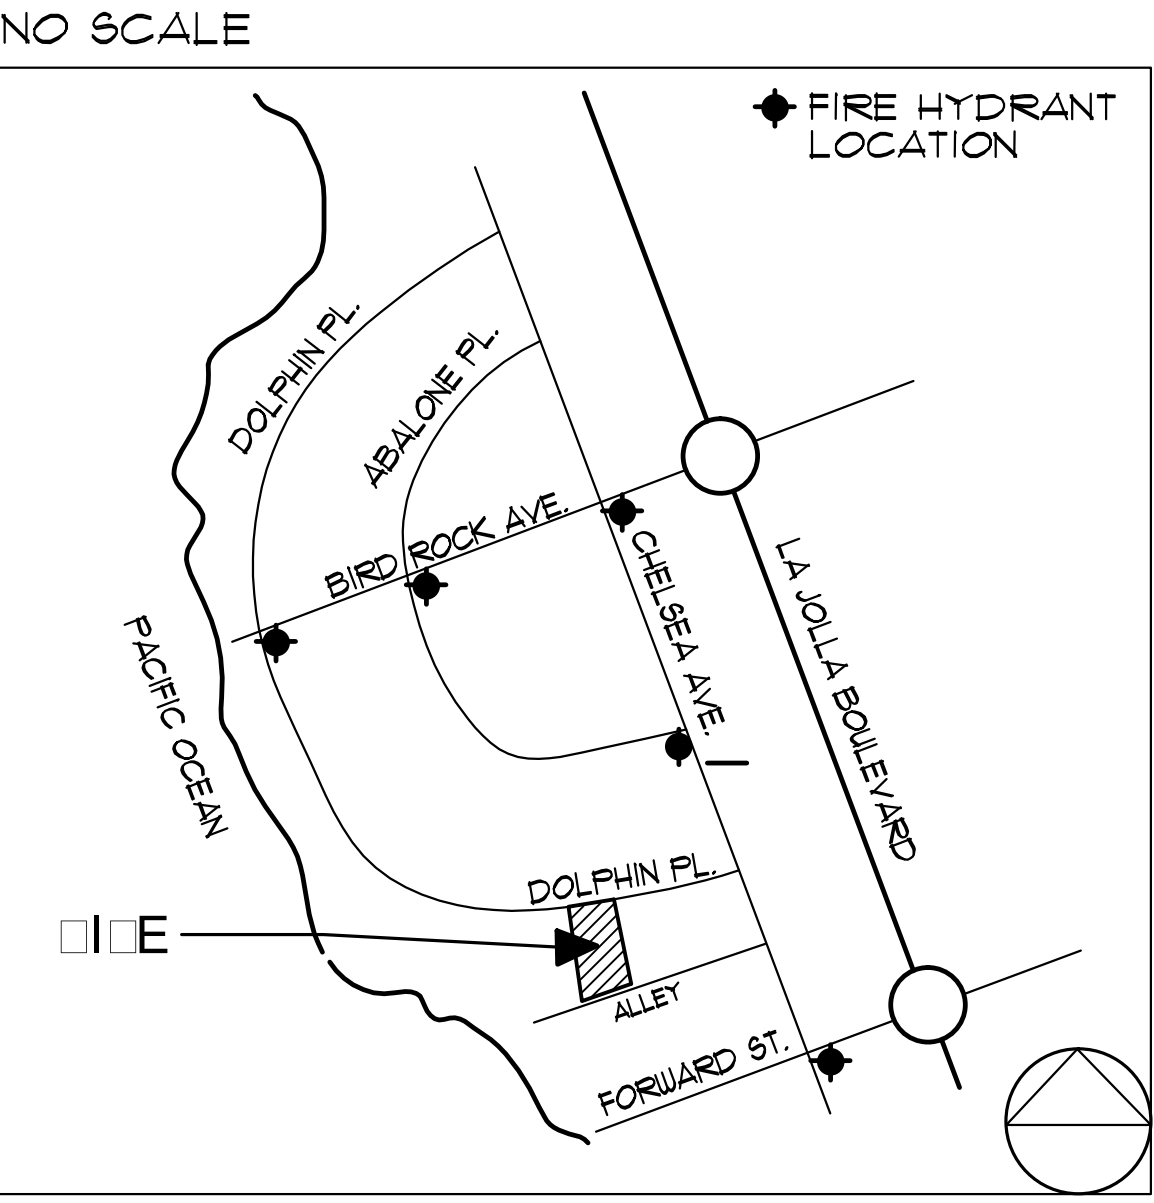 NO SCALE
FIRE HYDRANT
LOCATION
DOLPHIN PL.
ABALONE PL.
BIRD ROCK AVE.
CHELSEA AVE.
LA JOLLA BOULEVARD
PACIFIC OCEAN
DOLPHIN PL.
□I□E
ALLEY
FORWARD ST.